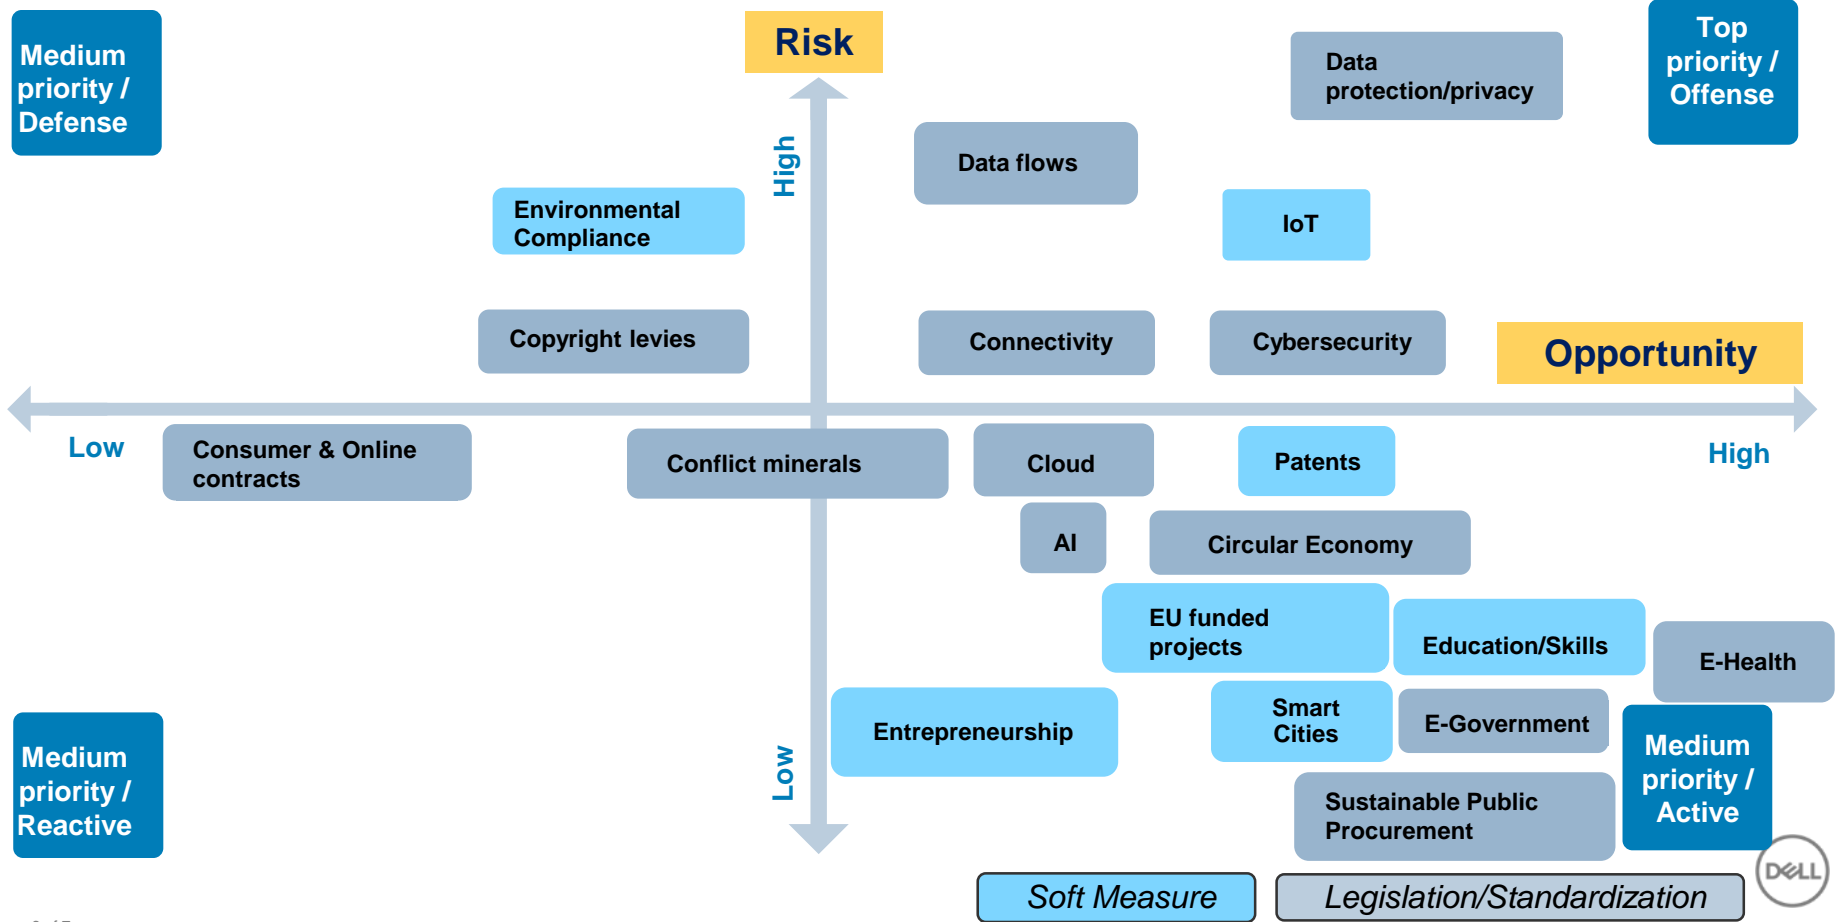 Medium
priority /
Defense
Risk
Data
protection/privacy
Top
priority /
Offense
High
Data flows
Environmental
Compliance
IoT
Copyright levies
Connectivity
Cybersecurity
Opportunity
Low
High
Consumer & Online
contracts
Conflict minerals
Cloud
Patents
AI
Circular Economy
EU funded
projects
Education/Skills
E-Health
Entrepreneurship
Smart
Cities
E-Government
Medium
priority /
Reactive
Low
Medium
priority /
Active
Sustainable Public
Procurement
DELL
Soft Measure
Legislation/Standardization